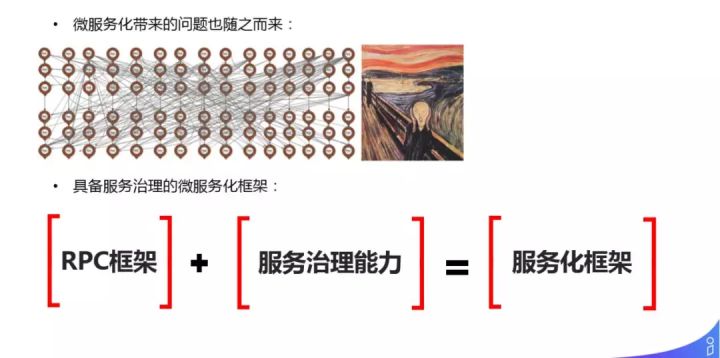 • 微服务化带来的问题也随之而来：
• 具备服务治理的微服务化框架：
[RPC框架] + [服务治理能力] = [服务化框架]